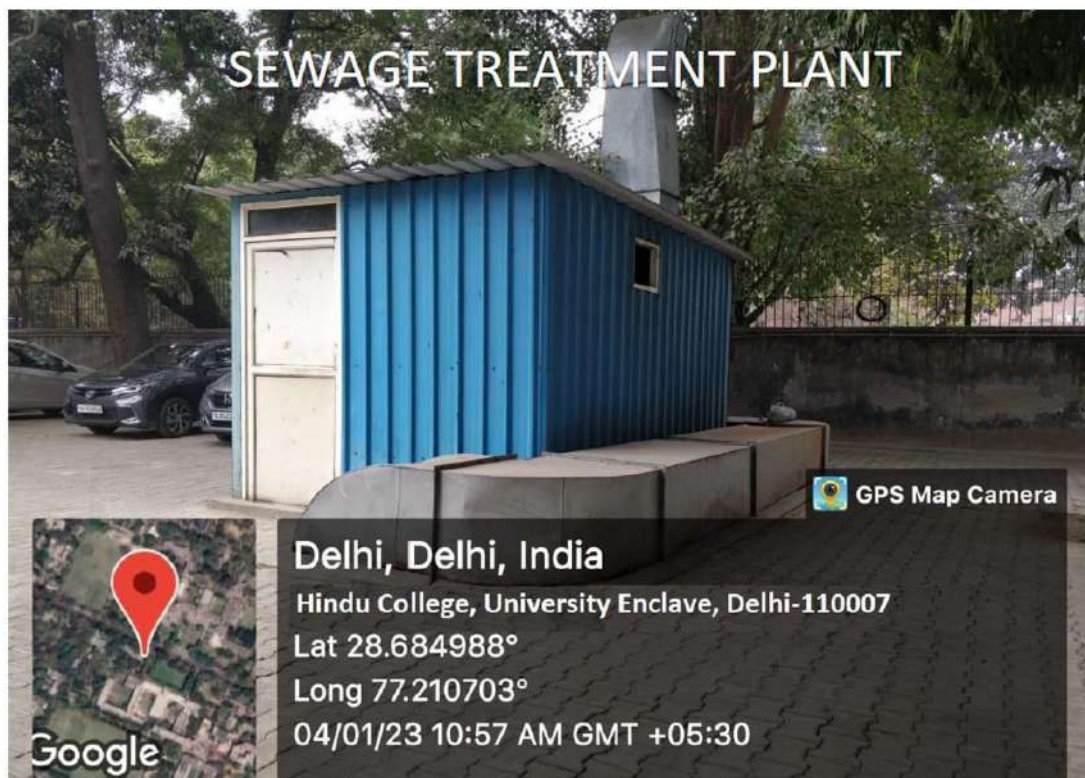 SEWAGE TREATMENT PLANT
GPS Map Camera
Delhi, Delhi, India
Hindu College, University Enclave, Delhi-110007
Lat 28.684988°
Long 77.210703°
04/01/23 10:57 AM GMT +05:30
Google